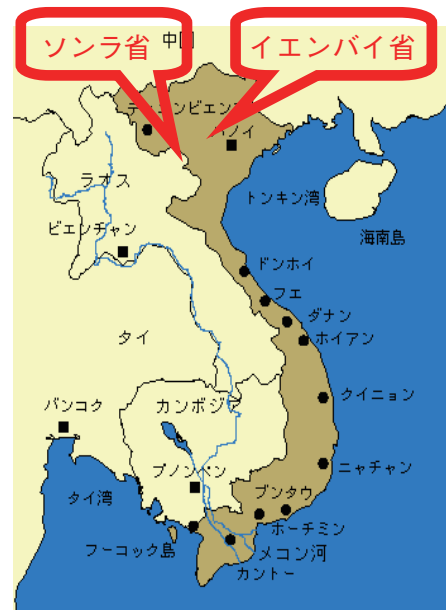 ソンラ省
中国
イエンバイ省
ディエンビエンフ
ハノイ
ラオス
トンキン湾
ビエンチャン
海南島
ドンホイ
フエ
ダナン
ホイアン
タイ
バンコク
カンボジア
クイニョン
プノンペン
ニャチャン
タイ湾
ブンタウ
ホーチミン
フーコック島
メコン河
カントー